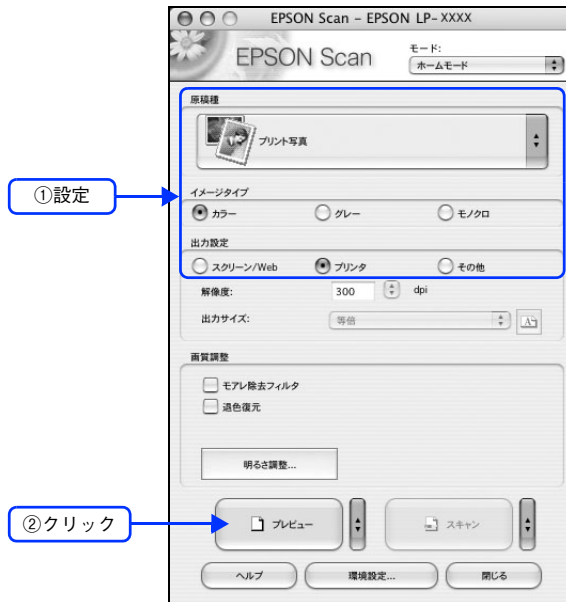 EPSON Scan - EPSON LP-XXXX
EPSON Scan
モード:
ホームモード
原稿種
プリント写真
①設定
イメージタイプ
カラー グレー モノクロ
出力設定
スクリーン/Web プリンタ その他
解像度: 300 dpi
出力サイズ: 等倍
画質調整
モアレ除去フィルタ
退色復元
明るさ調整...
②クリック
プレビュー スキャン
ヘルプ 環境設定... 閉じる